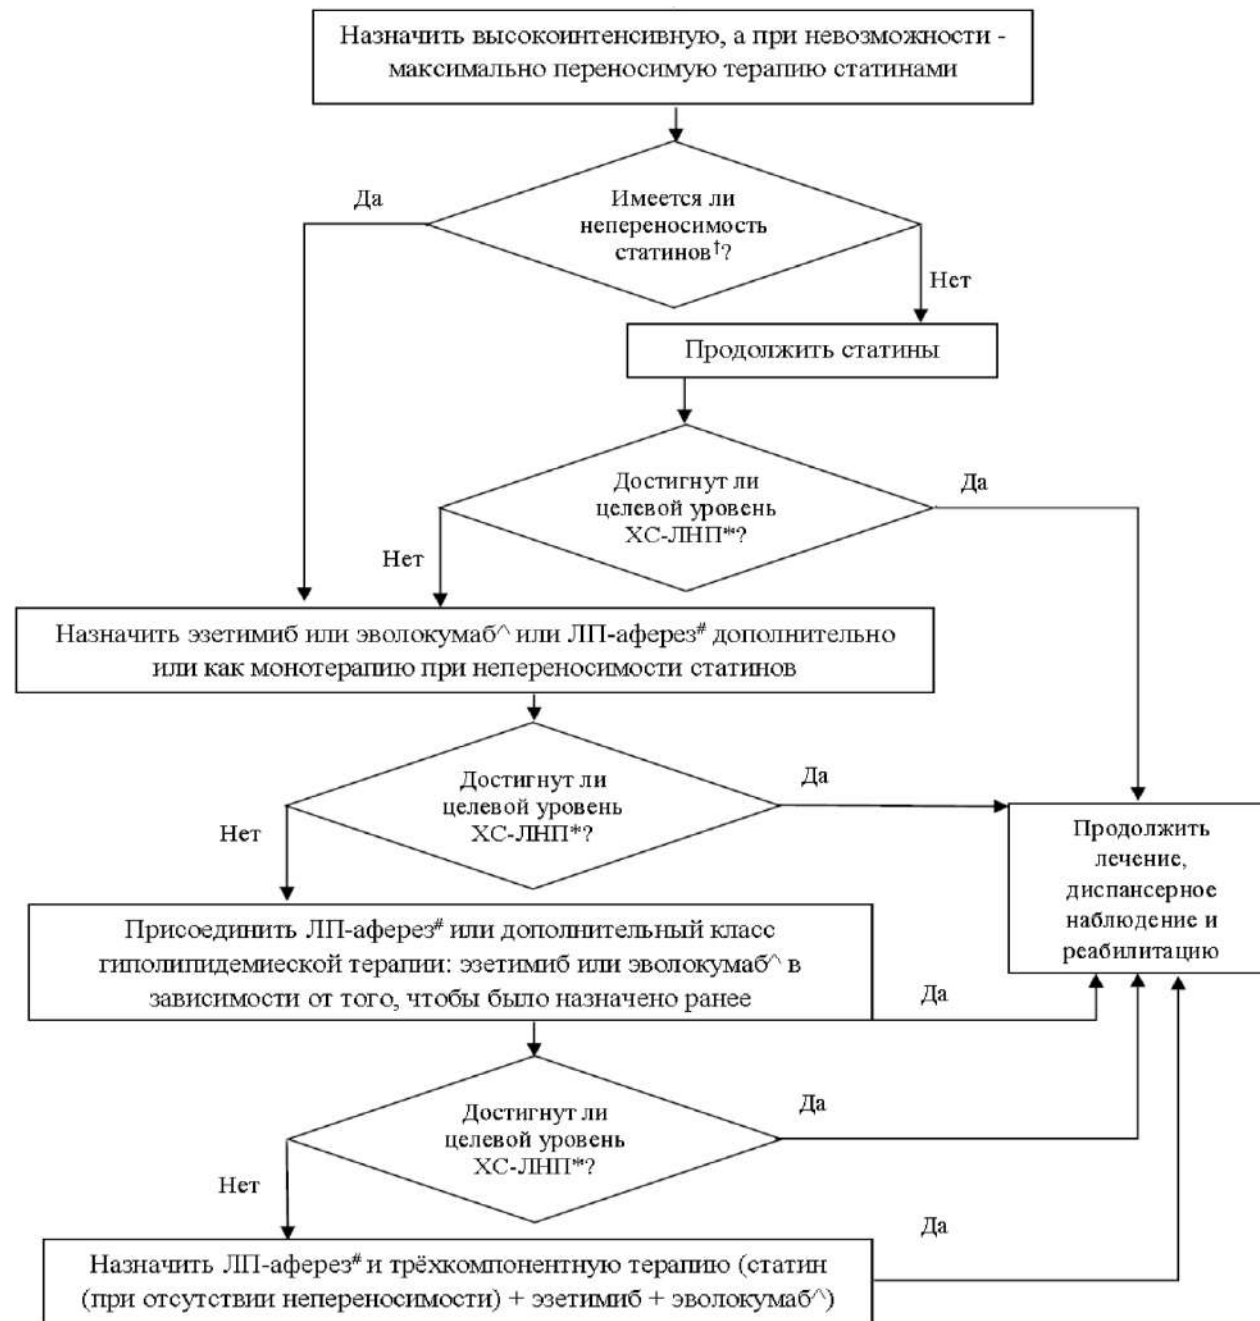 Назначить высокоинтенсивную, а при невозможности -
максимально переносимую терапию статинами
Да
Имеется ли
непереносимость
статинов†?
Нет
Продолжить статины
Достигнут ли
целевой уровень
ХС-ЛНП*?
Да
Нет
Назначить эзетимиб или эволокумаб^ или ЛП-аферез# дополнительно
или как монотерапию при непереносимости статинов
Достигнут ли
целевой уровень
ХС-ЛНП*?
Да
Нет
Продолжить
лечение,
диспансерное
наблюдение и
реабилитацию
Присоединить ЛП-аферез# или дополнительный класс
гиполипидемиеской терапии: эзетимиб или эволокумаб^ в
зависимости от того, чтобы было назначено ранее
Да
Достигнут ли
целевой уровень
ХС-ЛНП*?
Да
Нет
Да
Назначить ЛП-аферез# и трёхкомпонентную терапию (статин
(при отсутствии непереносимости) + эзетимиб + эволокумаб^)